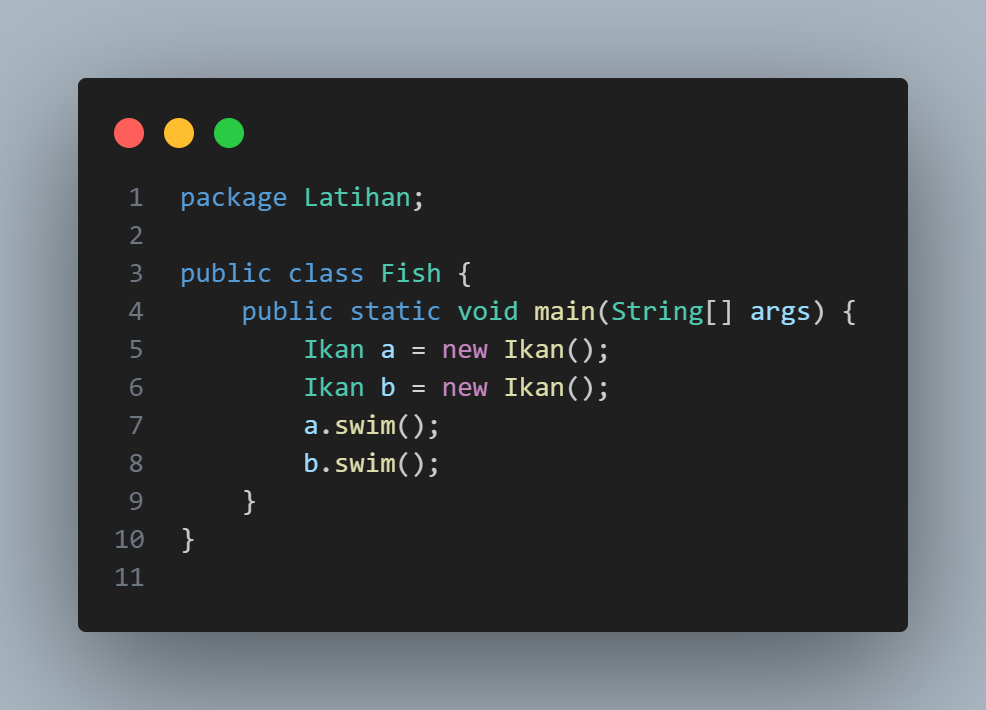 1 package Latihan;
2
3 public class Fish {
4     public static void main(String[] args) {
5         Ikan a = new Ikan();
6         Ikan b = new Ikan();
7         a.swim();
8         b.swim();
9     }
10 }
11